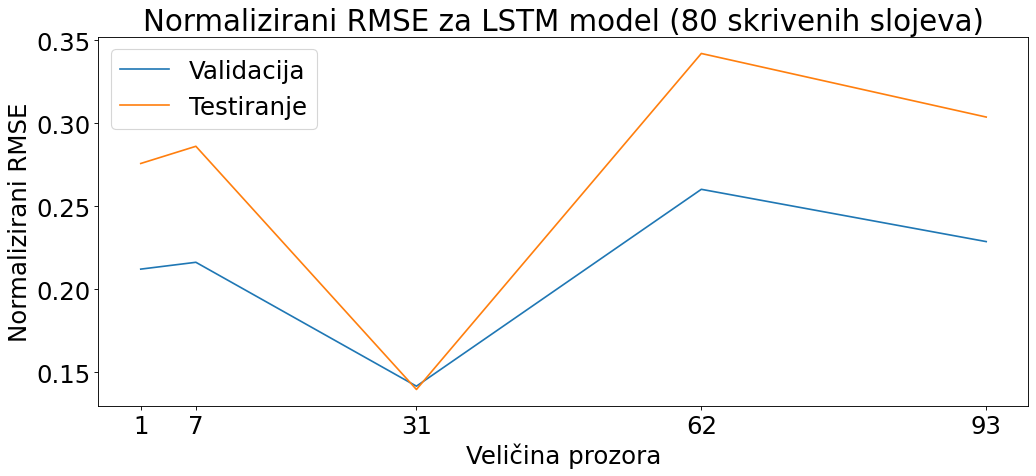 Normalizirani RMSE za LSTM model (80 skrivenih slojeva)
Normalizirani RMSE
0.35
0.30
0.25
0.20
0.15
Validacija
Testiranje
1 7 31 62 93
Veličina prozora